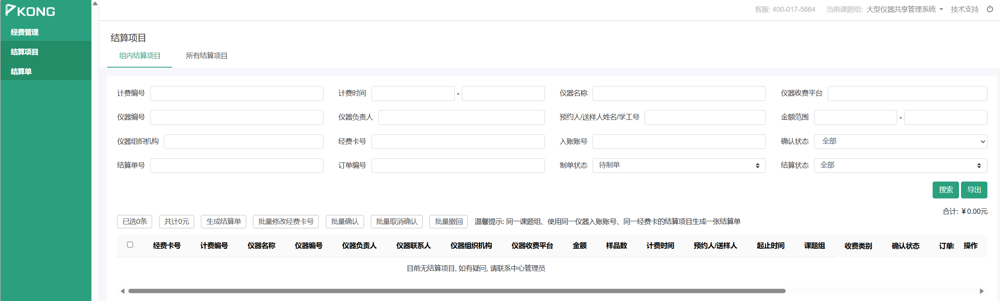 PKONG
客服: 400-017-5664 当前课题组: 大型仪器共享管理系统 技术支持
经费管理
结算项目
结算单
结算项目
组内结算项目 所有结算项目
计费编号 计费时间 - 仪器名称 仪器收费平台
仪器编号 仪器负责人 预约人/送样人姓名/学工号 金额范围 -
仪器组织机构 经费卡号 入账账号 确认状态 全部
结算单号 订单编号 制单状态 待制单 结算状态 全部
搜索 导出
合计: ¥0.00元
已选0条 共计0元 生成结算单 批量修改经费卡号 批量确认 批量取消确认 批量撤回 温馨提示: 同一课题组、使用同一仪器入账账号、同一经费卡的结算项目生成一张结算单
经费卡号 计费编号 仪器名称 仪器编号 仪器负责人 仪器联系人 仪器组织机构 仪器收费平台 金额 样品数 计费时间 预约人/送样人 起止时间 课题组 收费类别 确认状态 订单 操作
目前无结算项目, 如有疑问, 请联系中心管理员